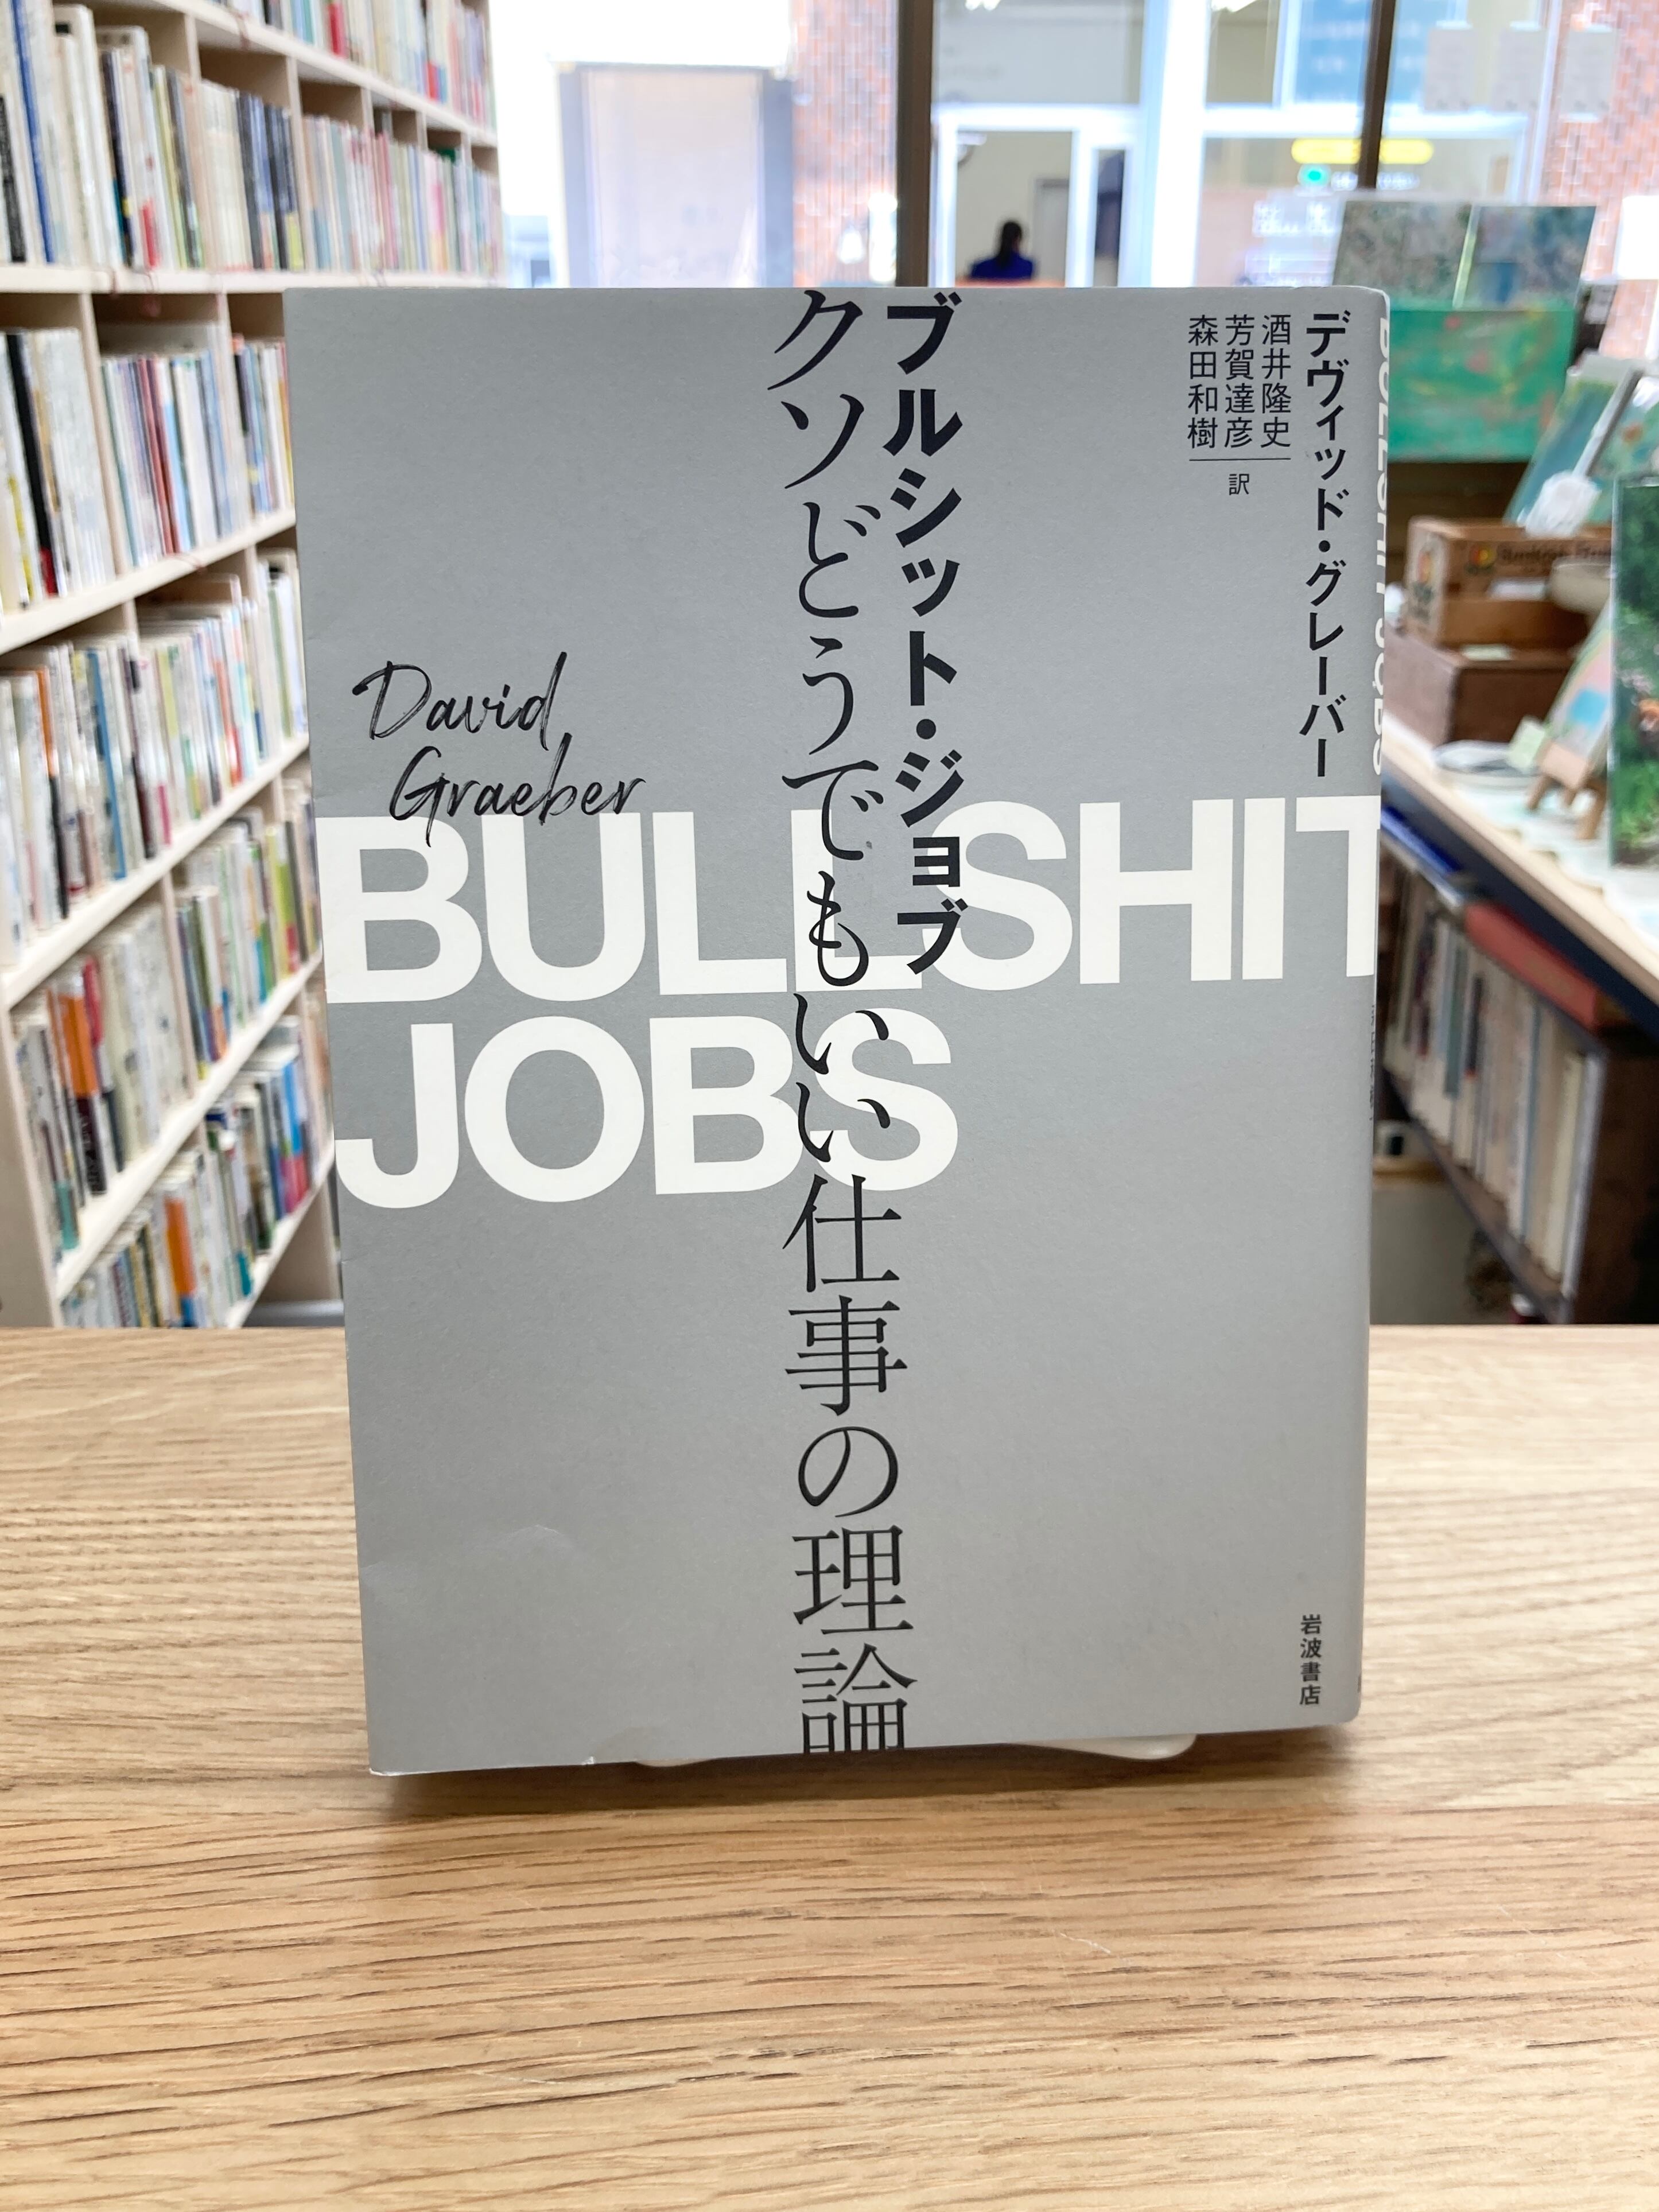 デヴィッド・グレーバー
酒井隆史
芳賀達彦
森田和樹
訳
ブルシット・ジョブ
クソどうでもいい仕事の理論
David
Graeber
BULLSHIT
JOBS
岩波書店
BULLSHIT JOBS